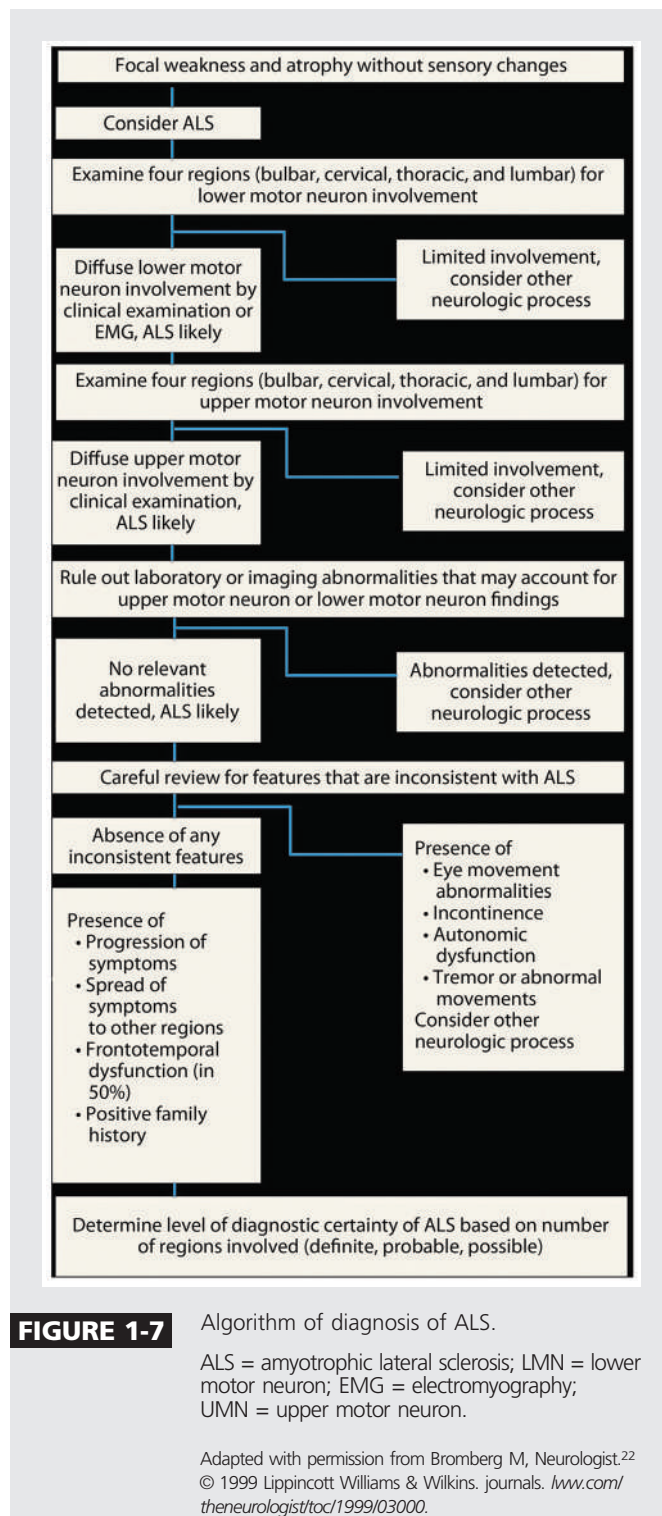 Focal weakness and atrophy without sensory changes
Consider ALS
Examine four regions (bulbar, cervical, thoracic, and lumbar) for
lower motor neuron involvement
Diffuse lower motor
neuron involvement by
clinical examination or
EMG, ALS likely
Limited involvement,
consider other
neurologic process
Examine four regions (bulbar, cervical, thoracic, and lumbar) for
upper motor neuron involvement
Diffuse upper motor
neuron involvement by
clinical examination,
ALS likely
Limited involvement,
consider other
neurologic process
Rule out laboratory or imaging abnormalities that may account for
upper motor neuron or lower motor neuron findings
No relevant
abnormalities
detected, ALS likely
Abnormalities detected,
consider other
neurologic process
Careful review for features that are inconsistent with ALS
Absence of any
inconsistent features
Presence of
• Eye movement
abnormalities
• Incontinence
• Autonomic
dysfunction
• Tremor or abnormal
movements
Consider other
neurologic process
Presence of
• Progression of
symptoms
• Spread of
symptoms
to other regions
• Frontotemporal
dysfunction (in
50%)
• Positive family
history
Determine level of diagnostic certainty of ALS based on number
of regions involved (definite, probable, possible)
FIGURE 1-7
Algorithm of diagnosis of ALS.
ALS = amyotrophic lateral sclerosis; LMN = lower
motor neuron; EMG = electromyography;
UMN = upper motor neuron.
Adapted with permission from Bromberg M, Neurologist.22
© 1999 Lippincott Williams & Wilkins. journals. lww.com/
theneurologist/toc/1999/03000.